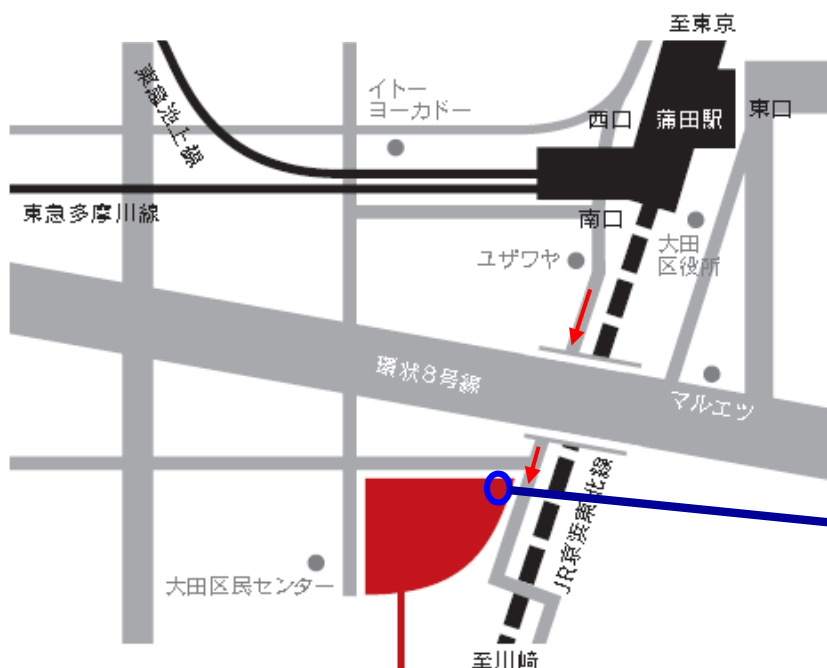 至東京
東急池上線
イトー
ヨーカドー
西口
蒲田駅
東口
東急多摩川線
南口
大田
区役所
ユザワヤ
環状8号線
マルエツ
JR京浜東北線
大田区民センター
至川崎